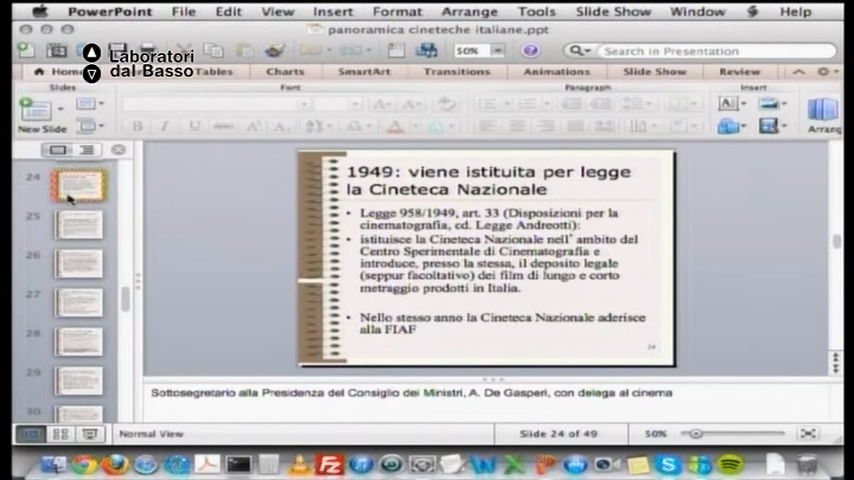 PowerPoint File Edit View Insert Format Arrange Tools Slide Show Window Help
panoramica cineteche italiane.ppt
50% Search in Presentation
Laboratori
dal Basso
Home Tables Charts SmartArt Transitions Animations Slide Show Review
Slides Font Paragraph Insert
New Slide Arrang
24
25
26
27
28
29
30
1949: viene istituita per legge
la Cineteca Nazionale
• Legge 958/1949, art. 33 (Disposizioni per la
cinematografia, cd. Legge Andreotti):
• istituisce la Cineteca Nazionale nell' ambito del
Centro Sperimentale di Cinematografia e
introduce, presso la stessa, il deposito legale
(seppur facoltativo) dei film di lungo e corto
metraggio prodotti in Italia.
• Nello stesso anno la Cineteca Nazionale aderisce
alla FIAF
24
Sottosegretario alla Presidenza del Consiglio dei Ministri, A. De Gasperi, con delega al cinema
Normal View Slide 24 of 49 50%